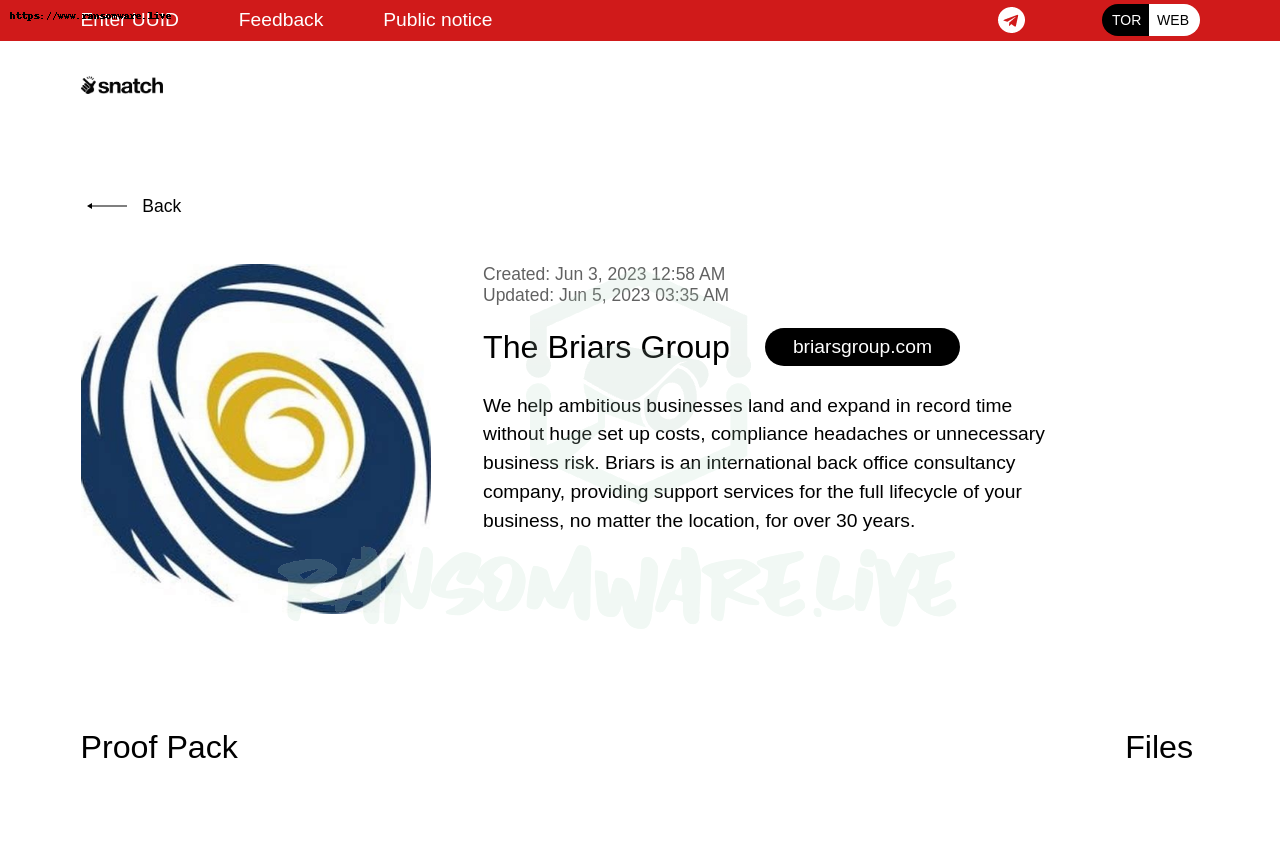 https://www.ransomware.live
Enter UUID
Feedback
Public notice
TOR
WEB
snatch
Back
Created: Jun 3, 2023 12:58 AM
Updated: Jun 5, 2023 03:35 AM
The Briars Group
briarsgroup.com
We help ambitious businesses land and expand in record time
without huge set up costs, compliance headaches or unnecessary
business risk. Briars is an international back office consultancy
company, providing support services for the full lifecycle of your
business, no matter the location, for over 30 years.
RANSOMWARE.LIVE
Proof Pack
Files